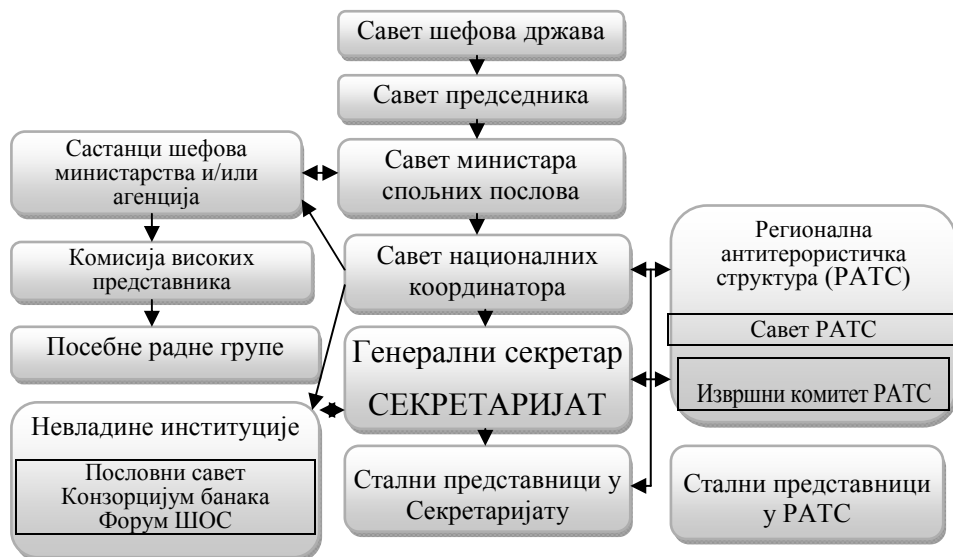 Савет шефова држава
Савет председника
Састанци шефова
министарства и/или
агенција
Савет министара
спољних послова
Комисија високих
представника
Савет националних
координатора
Регионална
антитерористичка
структура (РАТС)
Савет РАТС
Извршни комитет РАТС
Посебне радне групе
Генерални секретар
СЕКРЕТАРИЈАТ
Невладине институције
Пословни савет
Конзорцијум банака
Форум ШОС
Стални представници у
Секретаријату
Стални представници
у РАТС